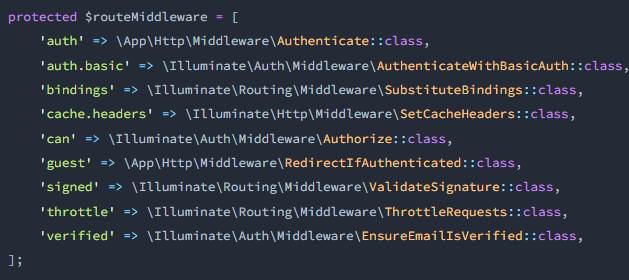 protected $routeMiddleware = [
    'auth' => \App\Http\Middleware\Authenticate::class,
    'auth.basic' => \Illuminate\Auth\Middleware\AuthenticateWithBasicAuth::class,
    'bindings' => \Illuminate\Routing\Middleware\SubstituteBindings::class,
    'cache.headers' => \Illuminate\Http\Middleware\SetCacheHeaders::class,
    'can' => \Illuminate\Auth\Middleware\Authorize::class,
    'guest' => \App\Http\Middleware\RedirectIfAuthenticated::class,
    'signed' => \Illuminate\Routing\Middleware\ValidateSignature::class,
    'throttle' => \Illuminate\Routing\Middleware\ThrottleRequests::class,
    'verified' => \Illuminate\Auth\Middleware\EnsureEmailIsVerified::class,
];